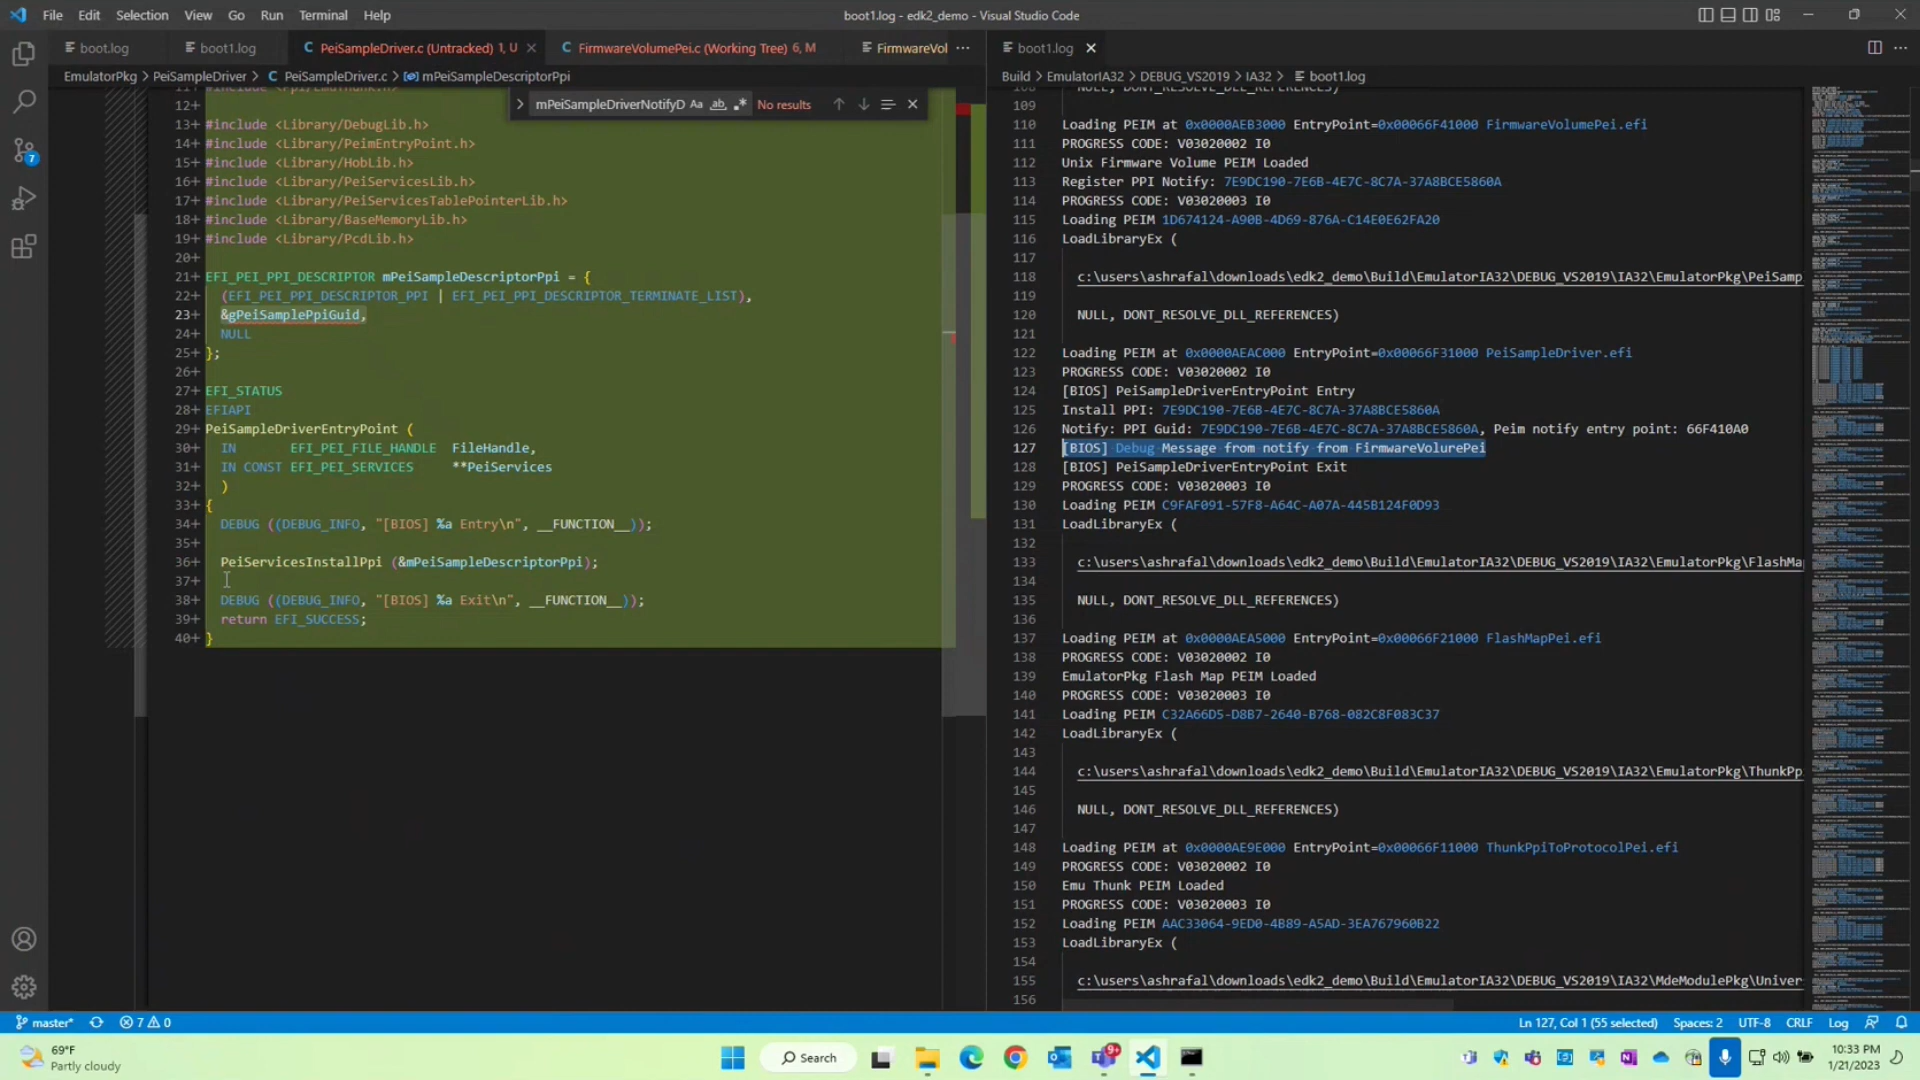 File Edit Selection View Go Run Terminal Help
boot1.log - edk2_demo - Visual Studio Code
boot.log boot1.log C PeiSampleDriver.c (Untracked) 1, U C FirmwareVolumePei.c (Working Tree) 6, M FirmwareVol ...
EmulatorPkg > PeiSampleDriver > C PeiSampleDriver.c > mPeiSampleDescriptorPpi
mPeiSampleDriverNotifyD Aa ab No results
12+
13+ #include <Library/DebugLib.h>
14+ #include <Library/PeimEntryPoint.h>
15+ #include <Library/HobLib.h>
16+ #include <Library/PeiServicesLib.h>
17+ #include <Library/PeiServicesTablePointerLib.h>
18+ #include <Library/BaseMemoryLib.h>
19+ #include <Library/PcdLib.h>
20+
21+ EFI_PEI_PPI_DESCRIPTOR mPeiSampleDescriptorPpi = {
22+ (EFI_PEI_PPI_DESCRIPTOR_PPI | EFI_PEI_PPI_DESCRIPTOR_TERMINATE_LIST),
23+ &gPeiSamplePpiGuid,
24+ NULL
25+ };
26+
27+ EFI_STATUS
28+ EFIAPI
29+ PeiSampleDriverEntryPoint (
30+ IN EFI_PEI_FILE_HANDLE FileHandle,
31+ IN CONST EFI_PEI_SERVICES **PeiServices
32+ )
33+ {
34+ DEBUG ((DEBUG_INFO, "[BIOS] %a Entry\n", __FUNCTION__));
35+
36+ PeiServicesInstallPpi (&mPeiSampleDescriptorPpi);
37+
38+ DEBUG ((DEBUG_INFO, "[BIOS] %a Exit\n", __FUNCTION__));
39+ return EFI_SUCCESS;
40+ }
boot1.log
Build > EmulatorIA32 > DEBUG_VS2019 > IA32 > boot1.log
108 NULL, DONT_RESOLVE_DLL_REFERENCES)
109
110 Loading PEIM at 0x0000AEB3000 EntryPoint=0x00066F41000 FirmwareVolumePei.efi
111 PROGRESS CODE: V03020002 I0
112 Unix Firmware Volume PEIM Loaded
113 Register PPI Notify: 7E9DC190-7E6B-4E7C-8C7A-37A8BCE5860A
114 PROGRESS CODE: V03020003 I0
115 Loading PEIM 1D674124-A90B-4D69-876A-C14E0E62FA20
116 LoadLibraryEx (
117
118 c:\users\ashrafal\downloads\edk2_demo\Build\EmulatorIA32\DEBUG_VS2019\IA32\EmulatorPkg\PeiSamp
119
120 NULL, DONT_RESOLVE_DLL_REFERENCES)
121
122 Loading PEIM at 0x0000AEAC000 EntryPoint=0x00066F31000 PeiSampleDriver.efi
123 PROGRESS CODE: V03020002 I0
124 [BIOS] PeiSampleDriverEntryPoint Entry
125 Install PPI: 7E9DC190-7E6B-4E7C-8C7A-37A8BCE5860A
126 Notify: PPI Guid: 7E9DC190-7E6B-4E7C-8C7A-37A8BCE5860A, Peim notify entry point: 66F410A0
127 [BIOS] Debug Message from notify from FirmwareVolurePei
128 [BIOS] PeiSampleDriverEntryPoint Exit
129 PROGRESS CODE: V03020003 I0
130 Loading PEIM C9FAF091-57F8-A64C-A07A-445B124F0D93
131 LoadLibraryEx (
132
133 c:\users\ashrafal\downloads\edk2_demo\Build\EmulatorIA32\DEBUG_VS2019\IA32\EmulatorPkg\FlashMa
134
135 NULL, DONT_RESOLVE_DLL_REFERENCES)
136
137 Loading PEIM at 0x0000AEA5000 EntryPoint=0x00066F21000 FlashMapPei.efi
138 PROGRESS CODE: V03020002 I0
139 EmulatorPkg Flash Map PEIM Loaded
140 PROGRESS CODE: V03020003 I0
141 Loading PEIM C32A66D5-D8B7-2640-B768-082C8F083C37
142 LoadLibraryEx (
143
144 c:\users\ashrafal\downloads\edk2_demo\Build\EmulatorIA32\DEBUG_VS2019\IA32\EmulatorPkg\ThunkPp
145
146 NULL, DONT_RESOLVE_DLL_REFERENCES)
147
148 Loading PEIM at 0x0000AE9E000 EntryPoint=0x00066F11000 ThunkPpiToProtocolPei.efi
149 PROGRESS CODE: V03020002 I0
150 Emu Thunk PEIM Loaded
151 PROGRESS CODE: V03020003 I0
152 Loading PEIM AAC33064-9ED0-4B89-A5AD-3EA767960B22
153 LoadLibraryEx (
154
155 c:\users\ashrafal\downloads\edk2_demo\Build\EmulatorIA32\DEBUG_VS2019\IA32\MdeModulePkg\Univer
156
7
master* 7 0 Ln 127, Col 1 (55 selected) Spaces: 2 UTF-8 CRLF Log
69°F
Partly cloudy
Search
9+
10:33 PM
1/21/2023